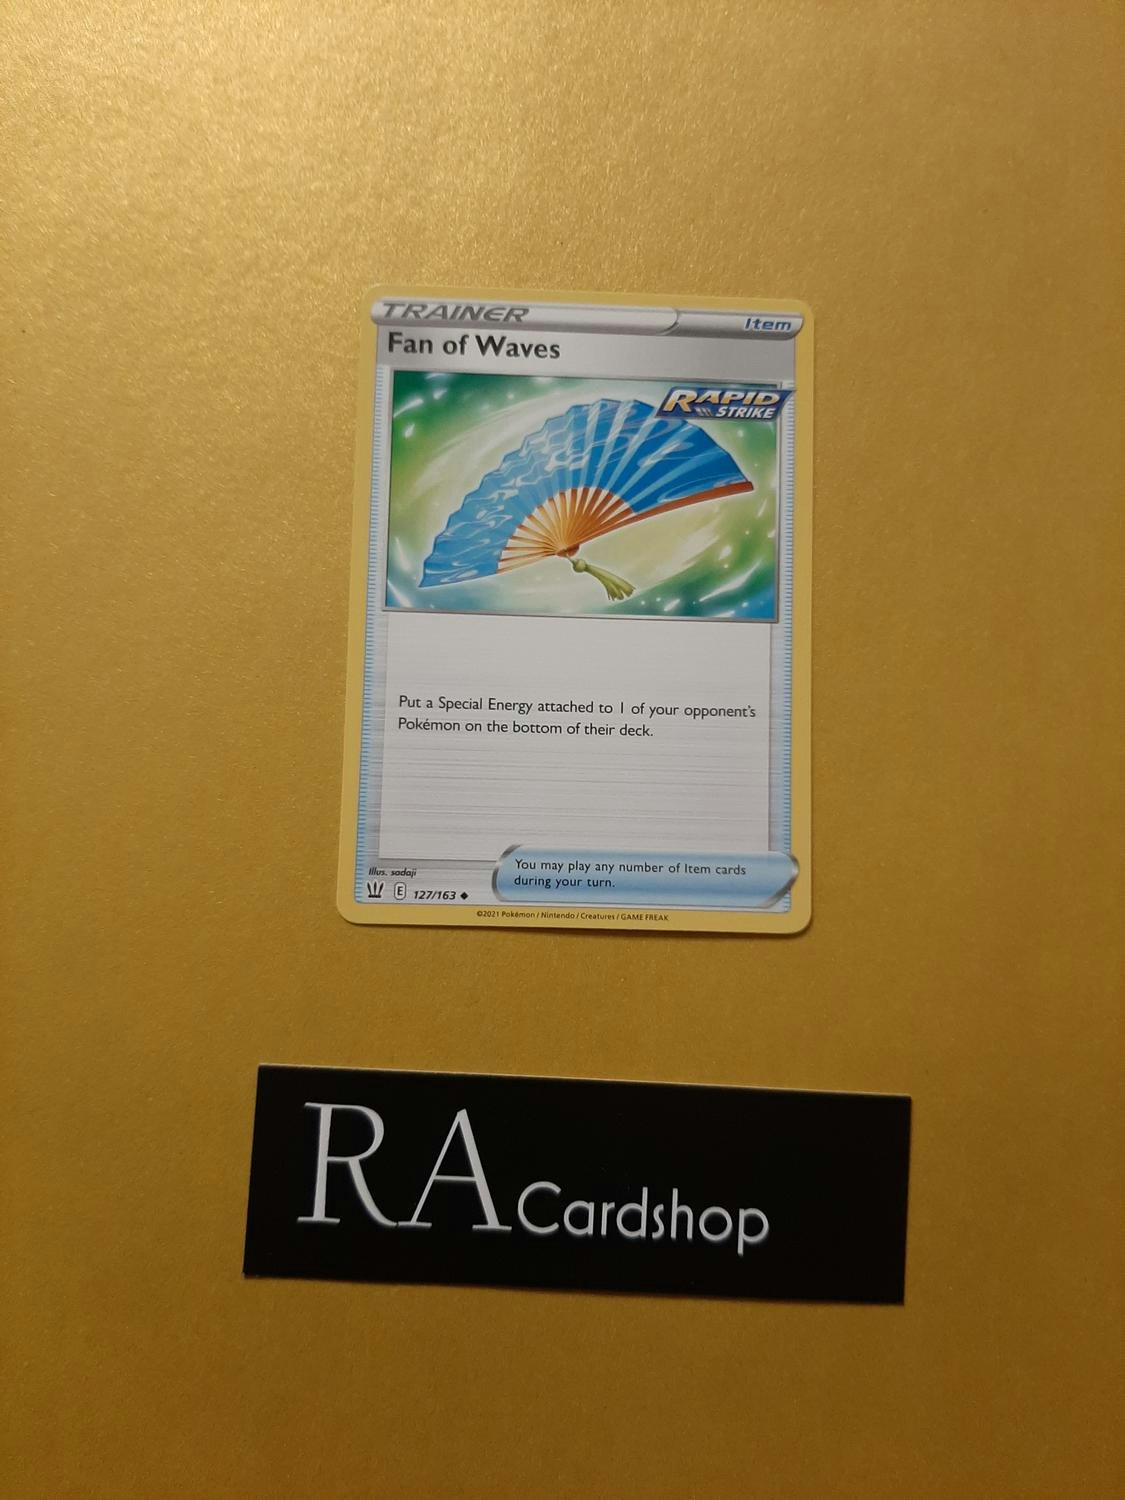 TRAINER
Item
Fan of Waves
RAPID
STRIKE
Put a Special Energy attached to 1 of your opponent's
Pokémon on the bottom of their deck.
You may play any number of Item cards
during your turn.
Illus. sadaji
E 127/163 ◆
©2021 Pokémon / Nintendo / Creatures / GAME FREAK
RA Cardshop